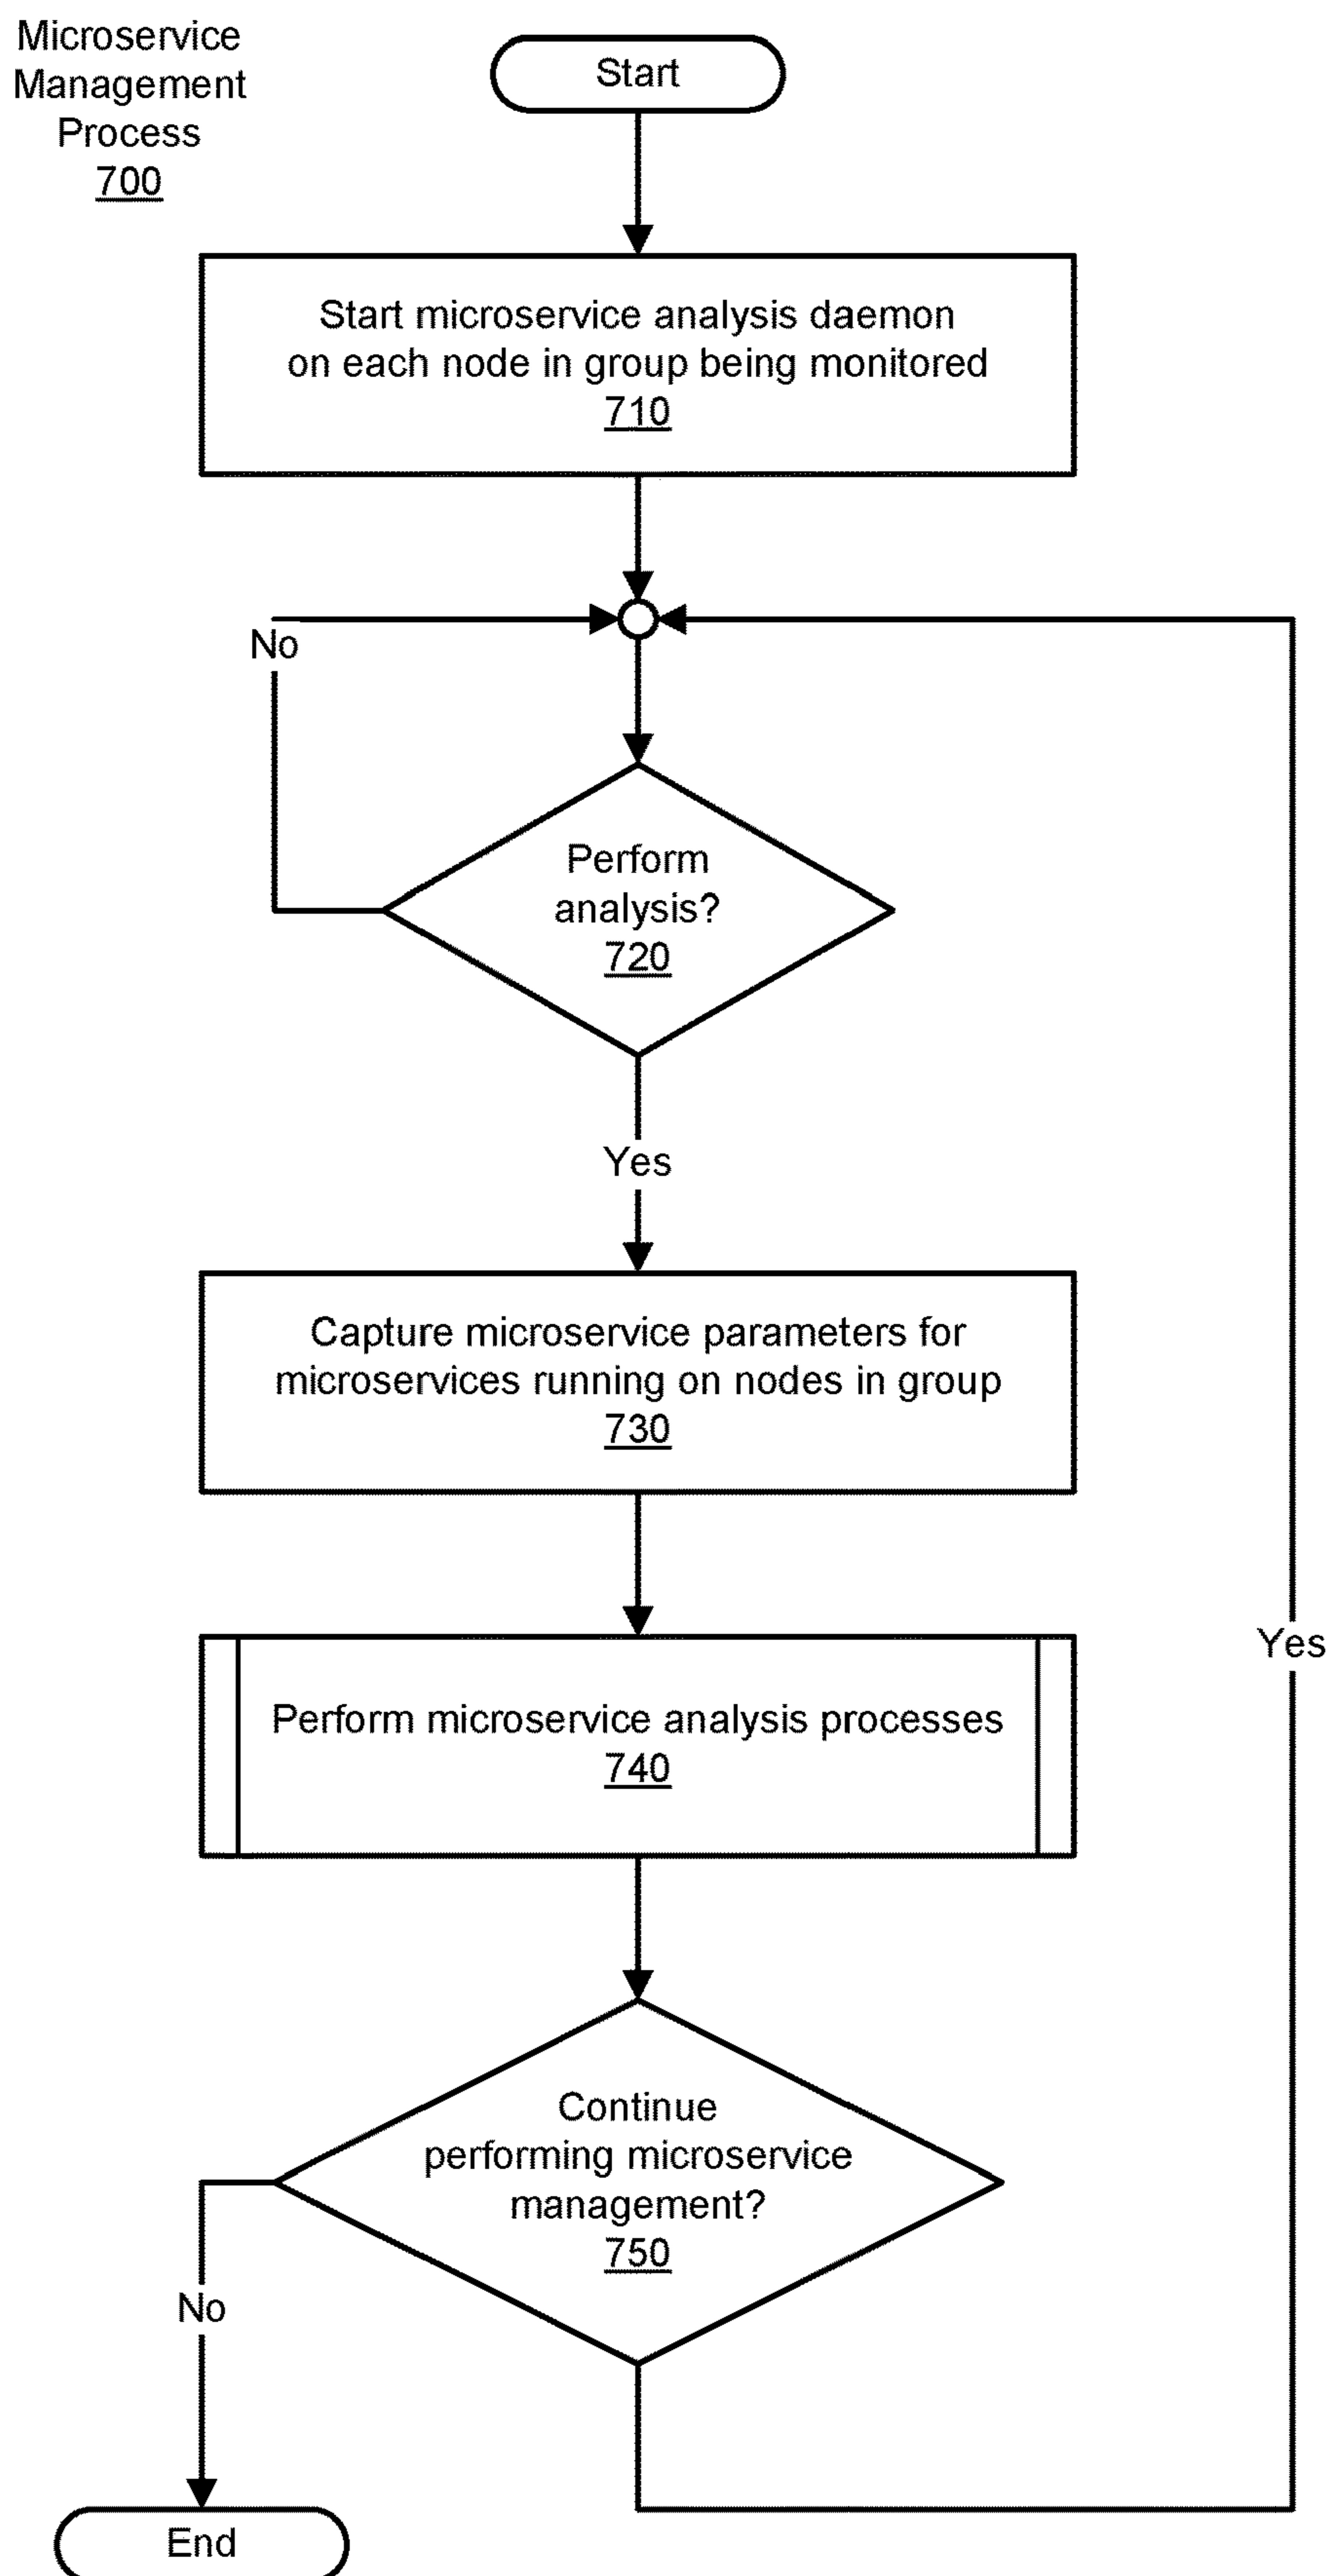 Microservice
Management
Process
700
Start
Start microservice analysis daemon
on each node in group being monitored
710
No
Perform
analysis?
720
Yes
Capture microservice parameters for
microservices running on nodes in group
730
Perform microservice analysis processes
740
Yes
Continue
performing microservice
management?
750
No
End